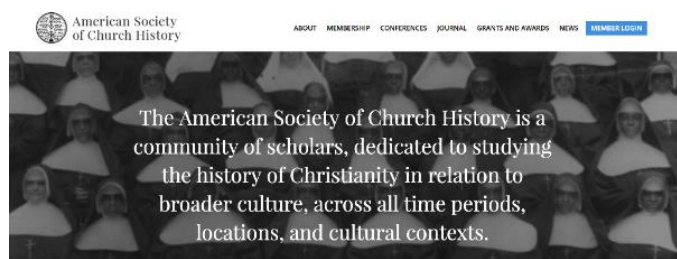 American Society
of Church History
ABOUT MEMBERSHIP CONFERENCES JOURNAL GRANTS AND AWARDS NEWS MEMBER LOGIN
The American Society of Church History is a
community of scholars, dedicated to studying
the history of Christianity in relation to
broader culture, across all time periods,
locations, and cultural contexts.